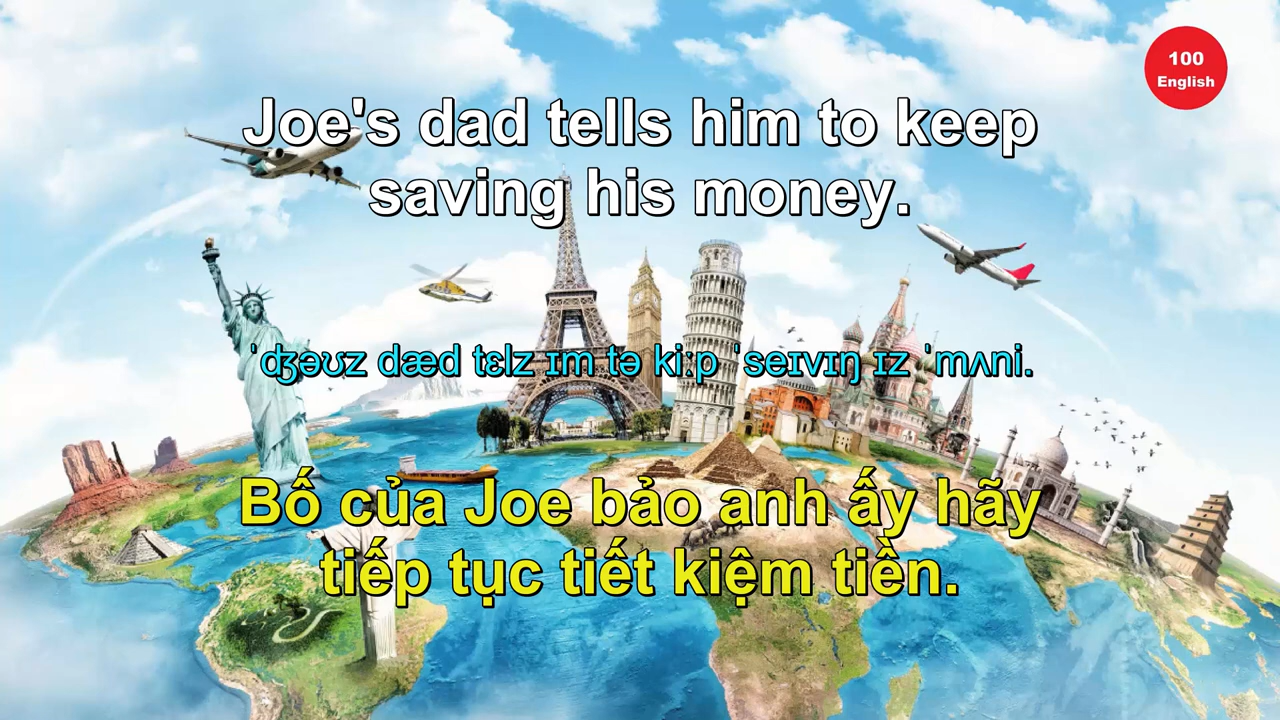 100
English
Joe's dad tells him to keep
saving his money.
ˈʤəʊz dæd tɛlz ɪm tə kiːp ˈseɪvɪŋ ɪz ˈmʌni.
Bố của Joe bảo anh ấy hãy
tiếp tục tiết kiệm tiền.